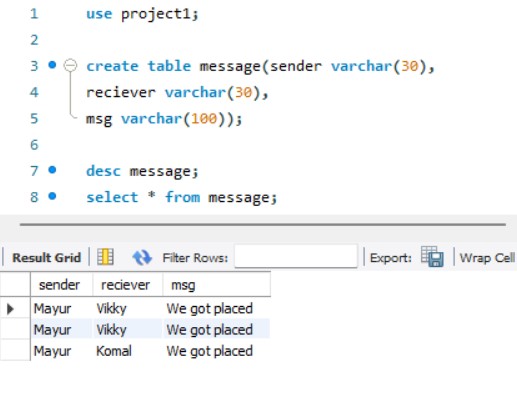 1 use project1;
2
3 create table message(sender varchar(30),
4 reciever varchar(30),
5 msg varchar(100));
6
7 desc message;
8 select * from message;
Result Grid Filter Rows: Export: Wrap Cell
sender reciever msg
Mayur Vikky We got placed
Mayur Vikky We got placed
Mayur Komal We got placed